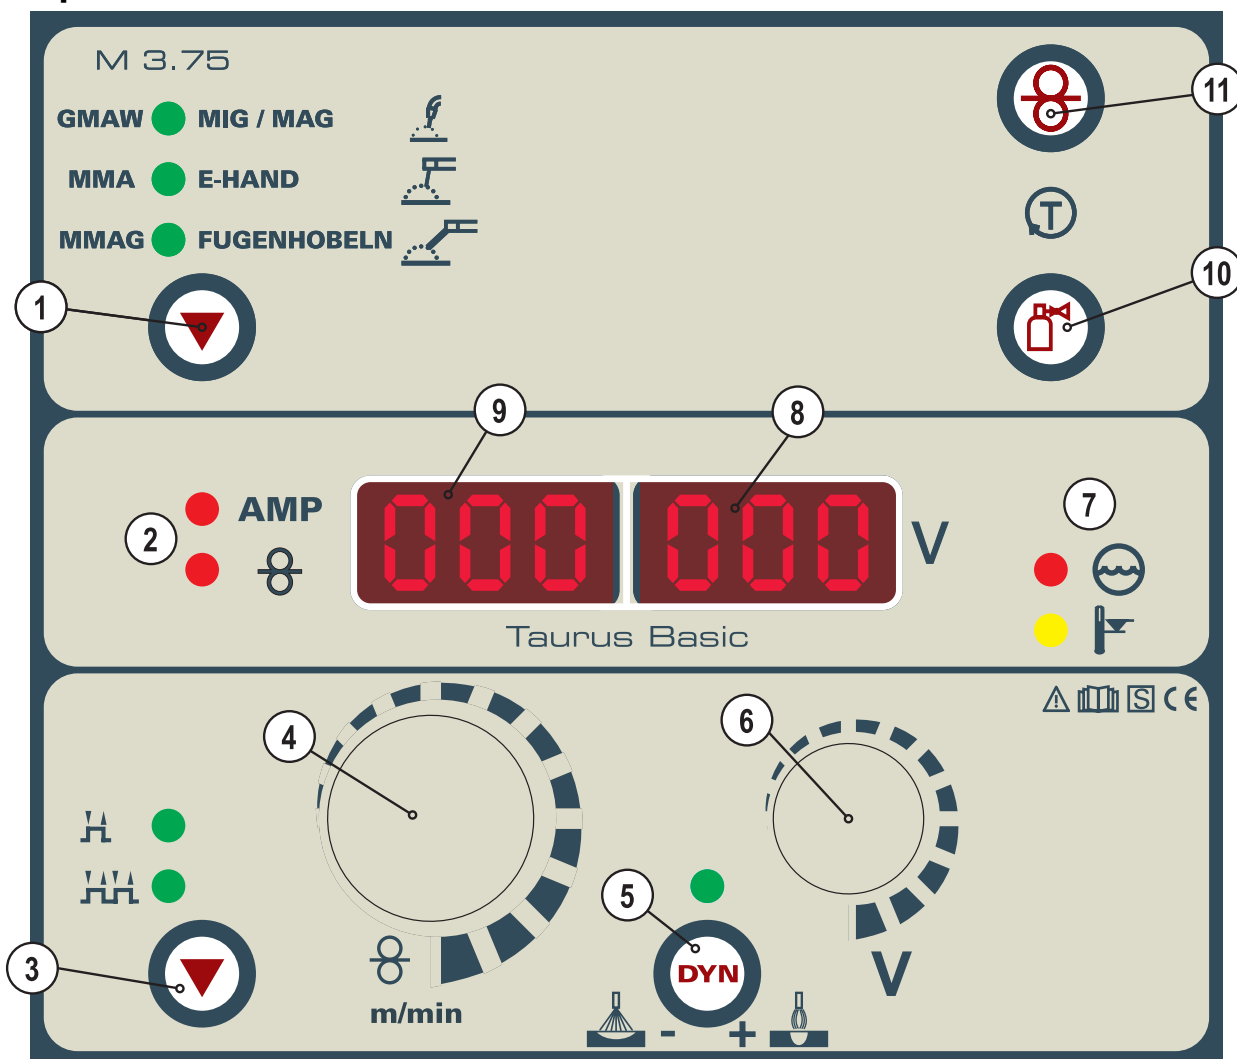 M 3.75
GMAW MIG / MAG
MMA E-HAND
MMAG FUGENHOBELN
T
11
10
1
9
8
AMP
000 000
V
2
7
Taurus Basic
S CE
4
6
5
3
DYN
m/min
- +
V